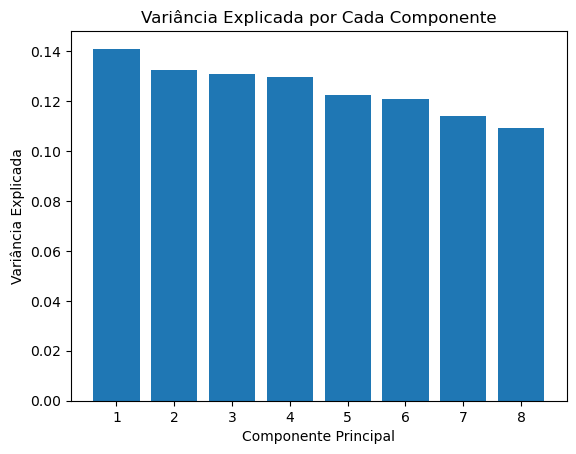 Variância Explicada por Cada Componente
Variância Explicada
0.14
0.12
0.10
0.08
0.06
0.04
0.02
0.00
1 2 3 4 5 6 7 8
Componente Principal